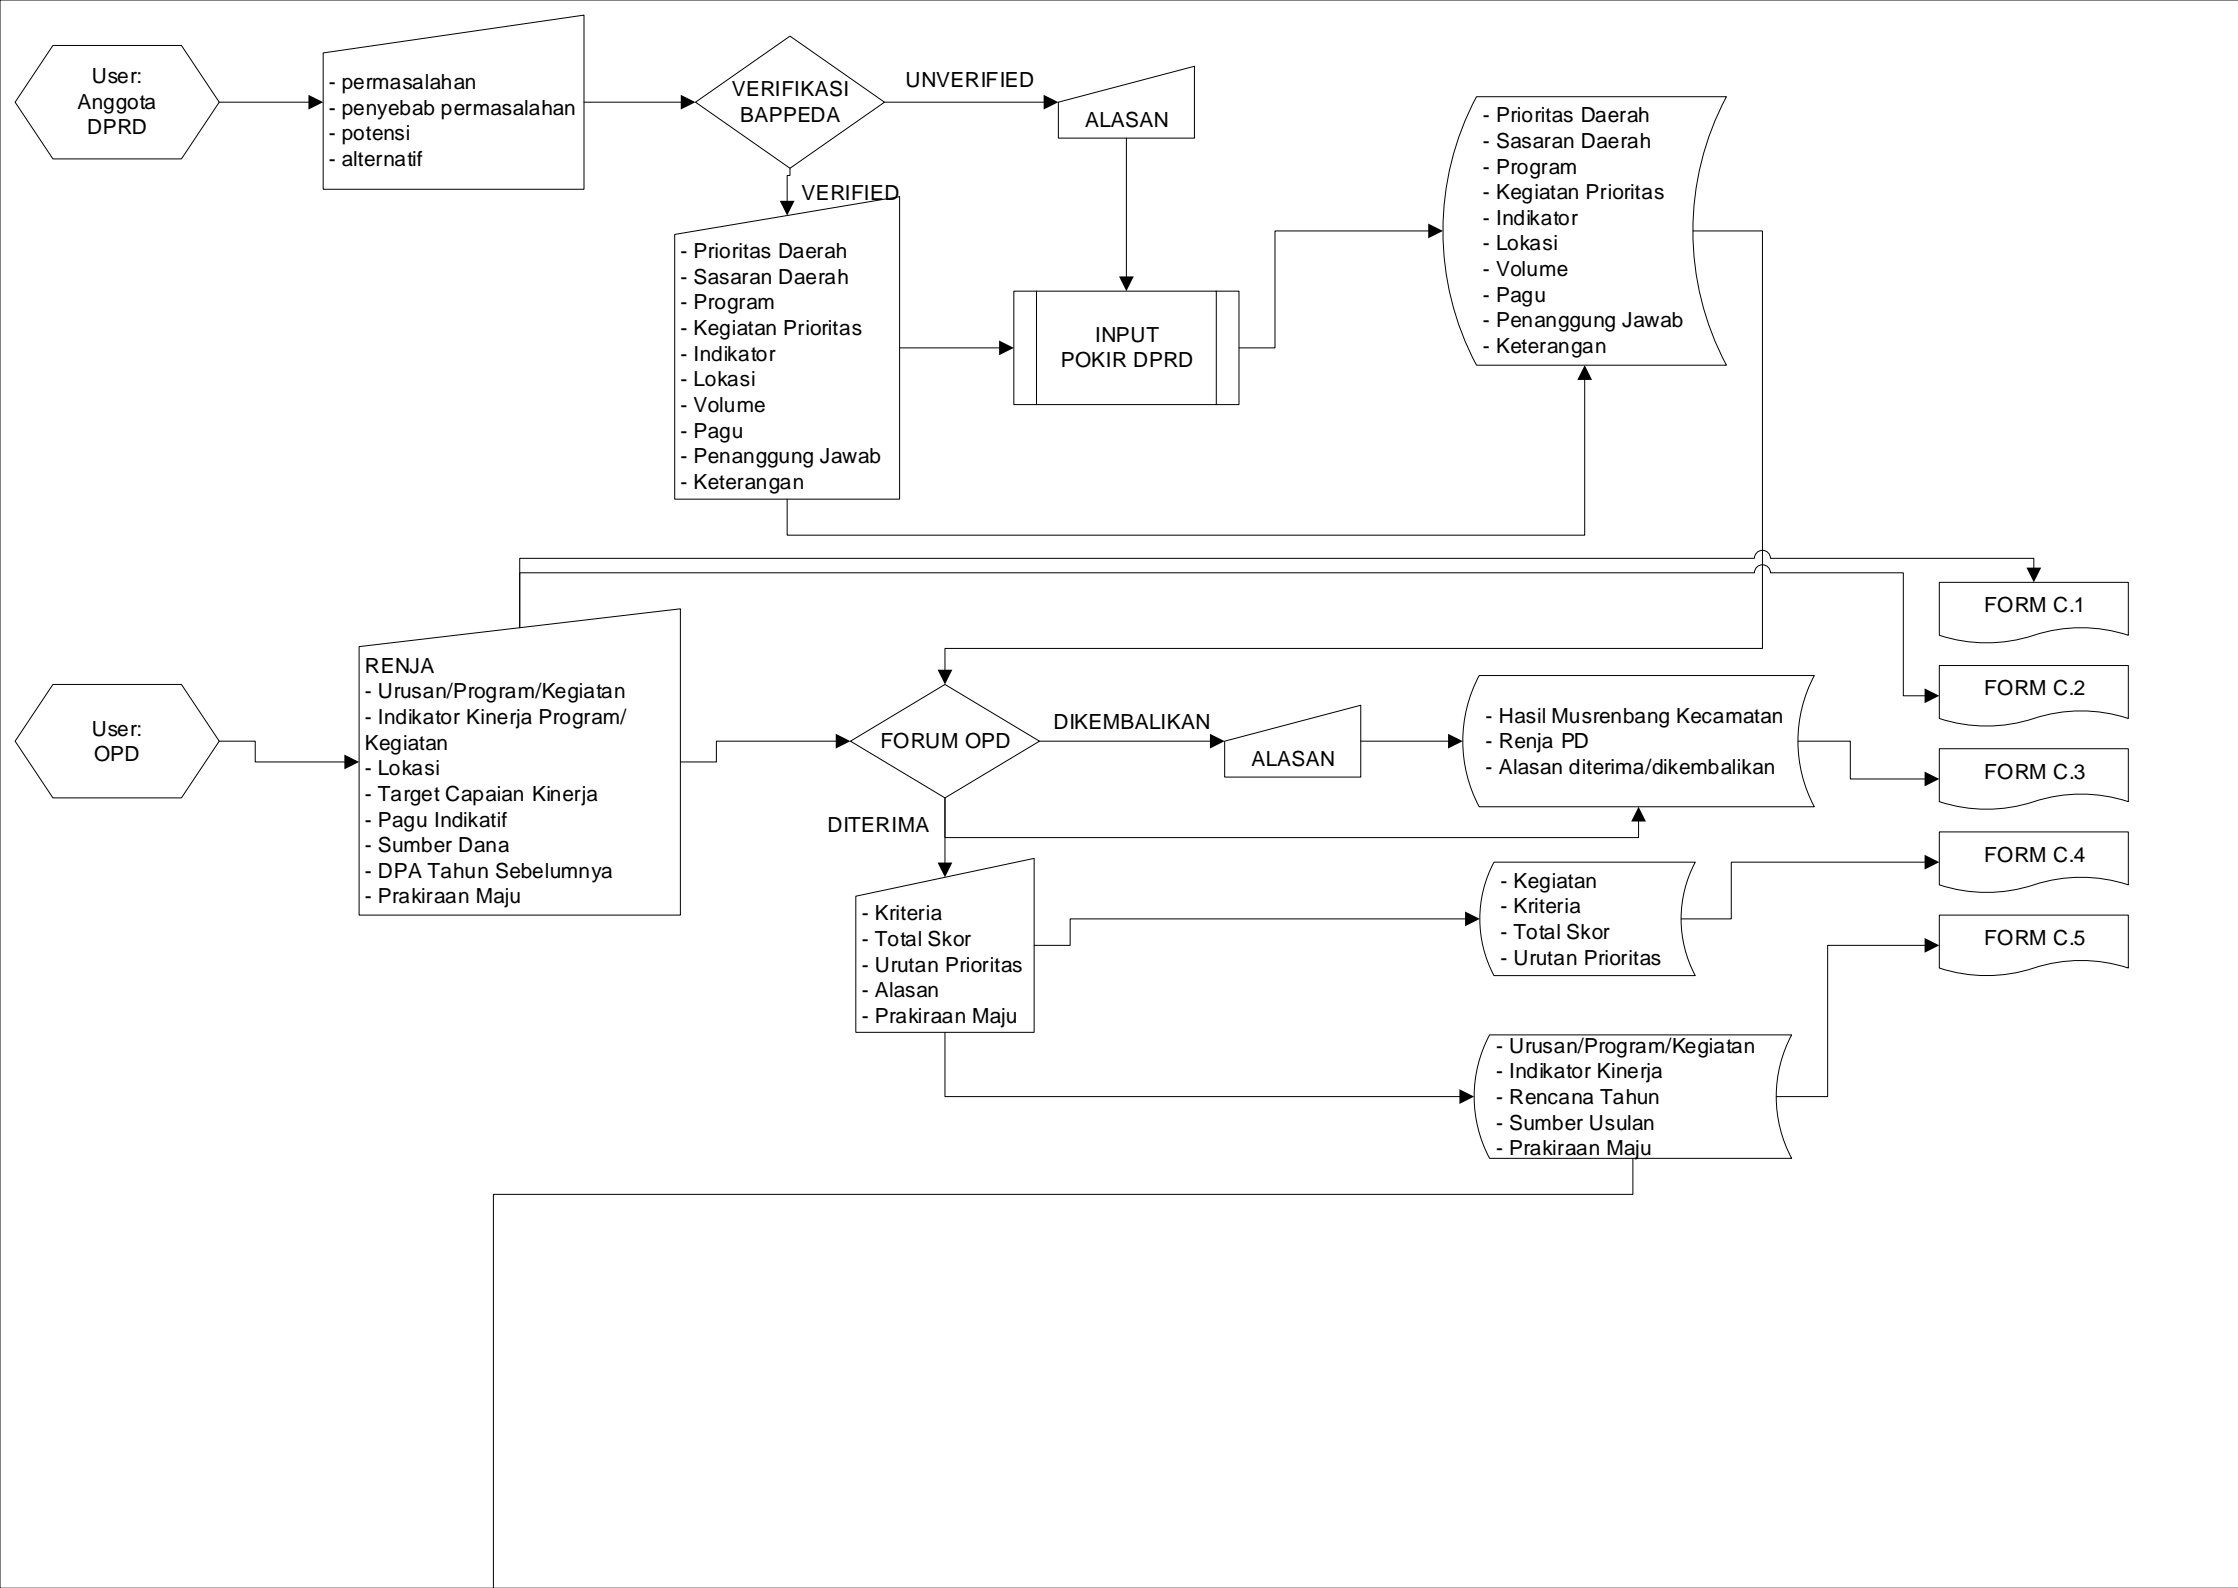 User:
Anggota
DPRD
- permasalahan
- penyebab permasalahan
- potensi
- alternatif
VERIFIKASI
BAPPEDA
UNVERIFIED
ALASAN
VERIFIED
- Prioritas Daerah
- Sasaran Daerah
- Program
- Kegiatan Prioritas
- Indikator
- Lokasi
- Volume
- Pagu
- Penanggung Jawab
- Keterangan
INPUT
POKIR DPRD
- Prioritas Daerah
- Sasaran Daerah
- Program
- Kegiatan Prioritas
- Indikator
- Lokasi
- Volume
- Pagu
- Penanggung Jawab
- Keterangan
User:
OPD
RENJA
- Urusan/Program/Kegiatan
- Indikator Kinerja Program/
Kegiatan
- Lokasi
- Target Capaian Kinerja
- Pagu Indikatif
- Sumber Dana
- DPA Tahun Sebelumnya
- Prakiraan Maju
FORUM OPD
DIKEMBALIKAN
ALASAN
- Hasil Musrenbang Kecamatan
- Renja PD
- Alasan diterima/dikembalikan
DITERIMA
- Kriteria
- Total Skor
- Urutan Prioritas
- Alasan
- Prakiraan Maju
- Kegiatan
- Kriteria
- Total Skor
- Urutan Prioritas
- Urusan/Program/Kegiatan
- Indikator Kinerja
- Rencana Tahun
- Sumber Usulan
- Prakiraan Maju
FORM C.1
FORM C.2
FORM C.3
FORM C.4
FORM C.5